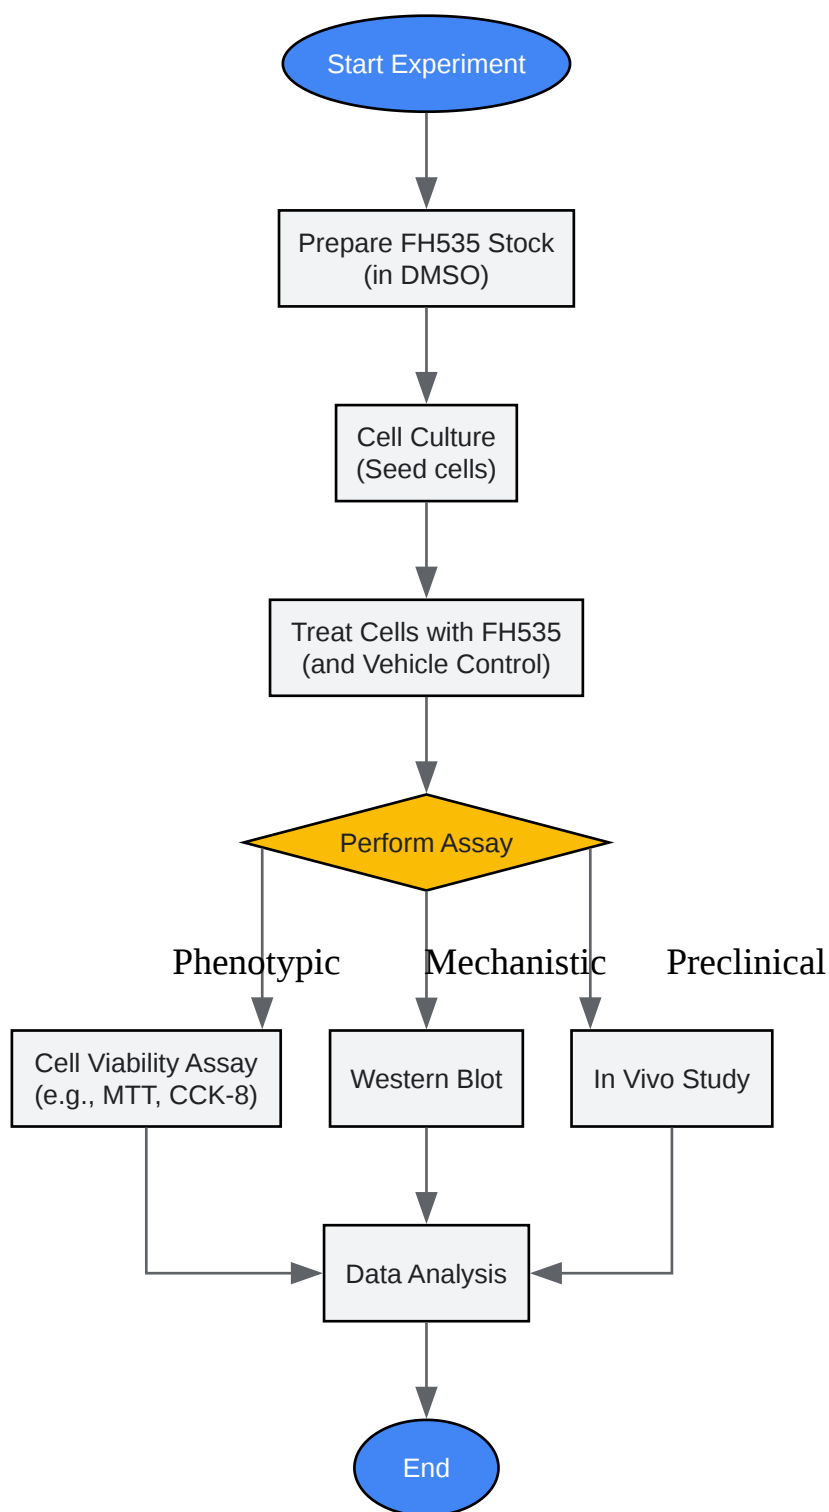 Start Experiment
Prepare FH535 Stock
(in DMSO)
Cell Culture
(Seed cells)
Treat Cells with FH535
(and Vehicle Control)
Perform Assay
Phenotypic
Mechanistic
Preclinical
Cell Viability Assay
(e.g., MTT, CCK-8)
Western Blot
In Vivo Study
Data Analysis
End